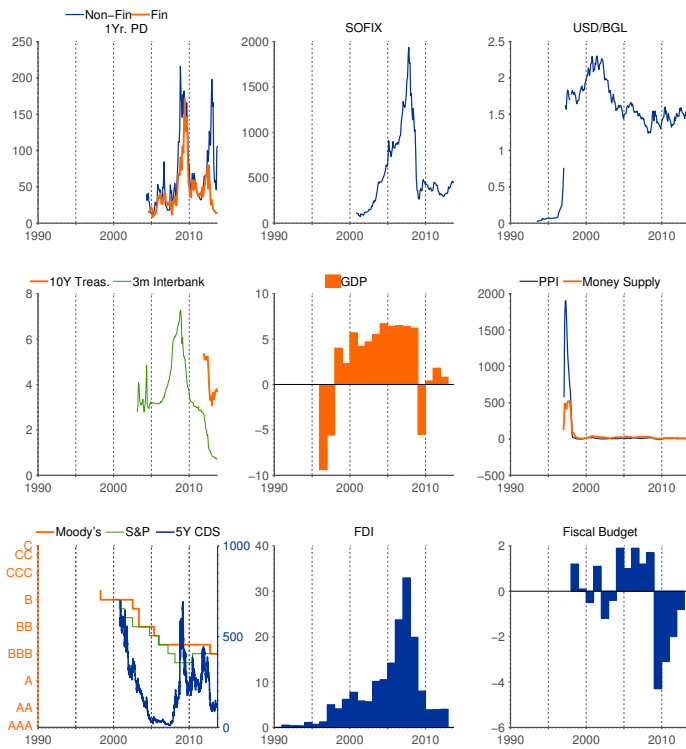 Non−Fin Fin
1Yr. PD
SOFIX
USD/BGL
250
200
150
100
50
0
1990 2000 2010
2000
1500
1000
500
0
1990 2000 2010
2.5
2
1.5
1
0.5
0
1990 2000 2010
10Y Treas. 3m Interbank
GDP
PPI Money Supply
8
6
4
2
0
1990 2000 2010
10
5
0
−5
−10
1990 2000 2010
2000
1500
1000
500
0
−500
1990 2000 2010
Moody's S&P 5Y CDS
FDI
Fiscal Budget
C
CC
CCC
B
BB
BBB
A
AA
AAA
1000
500
0
1990 2000 2010
40
30
20
10
0
1990 2000 2010
2
0
−2
−4
−6
1990 2000 2010